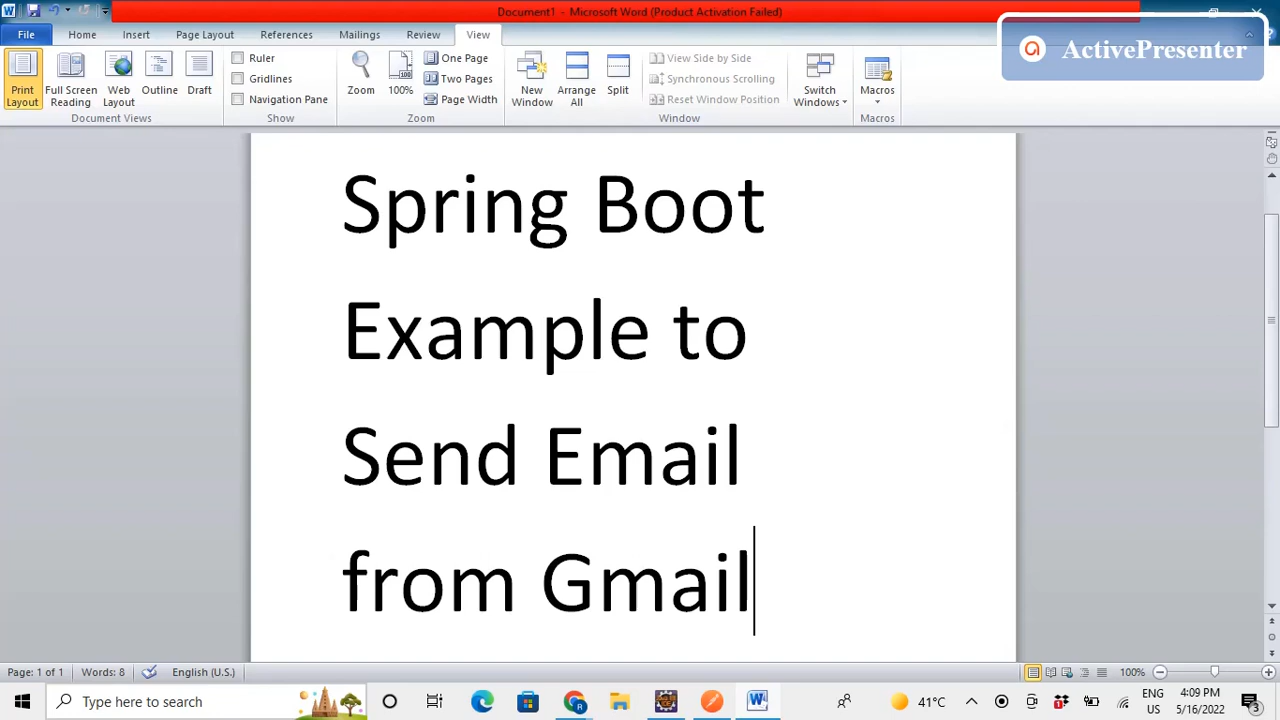 Document1 - Microsoft Word (Product Activation Failed)
File Home Insert Page Layout References Mailings Review View
ActivePresenter
Print Layout
Full Screen Reading
Web Layout
Outline
Draft
Document Views
Ruler
Gridlines
Navigation Pane
Show
Zoom
100%
One Page
Two Pages
Page Width
Zoom
New Window
Arrange All
Split
View Side by Side
Synchronous Scrolling
Reset Window Position
Window
Switch Windows
Macros
Macros
Spring Boot
Example to
Send Email
from Gmail
Page: 1 of 1 Words: 8 English (U.S.) 100%
Type here to search
41°C
ENG
US
4:09 PM
5/16/2022
3